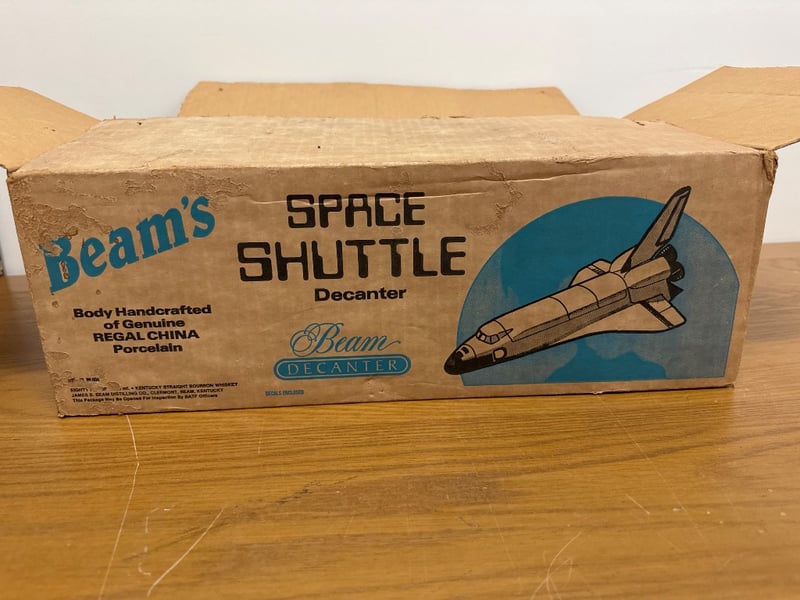 Beam's
SPACE
SHUTTLE
Decanter
Body Handcrafted
of Genuine
REGAL CHINA
Porcelain
Beam
DECANTER
KENTUCKY STRAIGHT BOURBON WHISKEY
JAMES B. BEAM DISTILLING CO., CLERMONT, BEAM, KENTUCKY
This Package May Be Opened For Inspection By BATF Officers
DECALS ENCLOSED